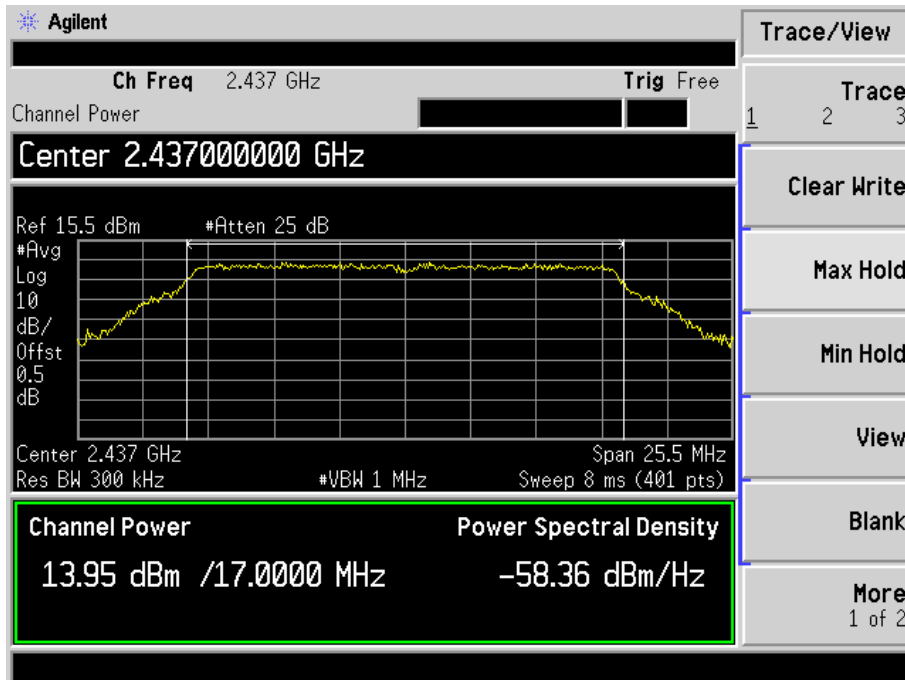 Agilent
Trace/View
Ch Freq 2.437 GHz Trig Free
Channel Power
Center 2.437000000 GHz
Ref 15.5 dBm #Atten 25 dB
#Avg
Log
10
dB/
Offst
0.5
dB
Center 2.437 GHz Span 25.5 MHz
Res BW 300 kHz #VBW 1 MHz Sweep 8 ms (401 pts)
Channel Power Power Spectral Density
13.95 dBm /17.0000 MHz -58.36 dBm/Hz
Trace
1 2 3
Clear Write
Max Hold
Min Hold
View
Blank
More
1 of 2